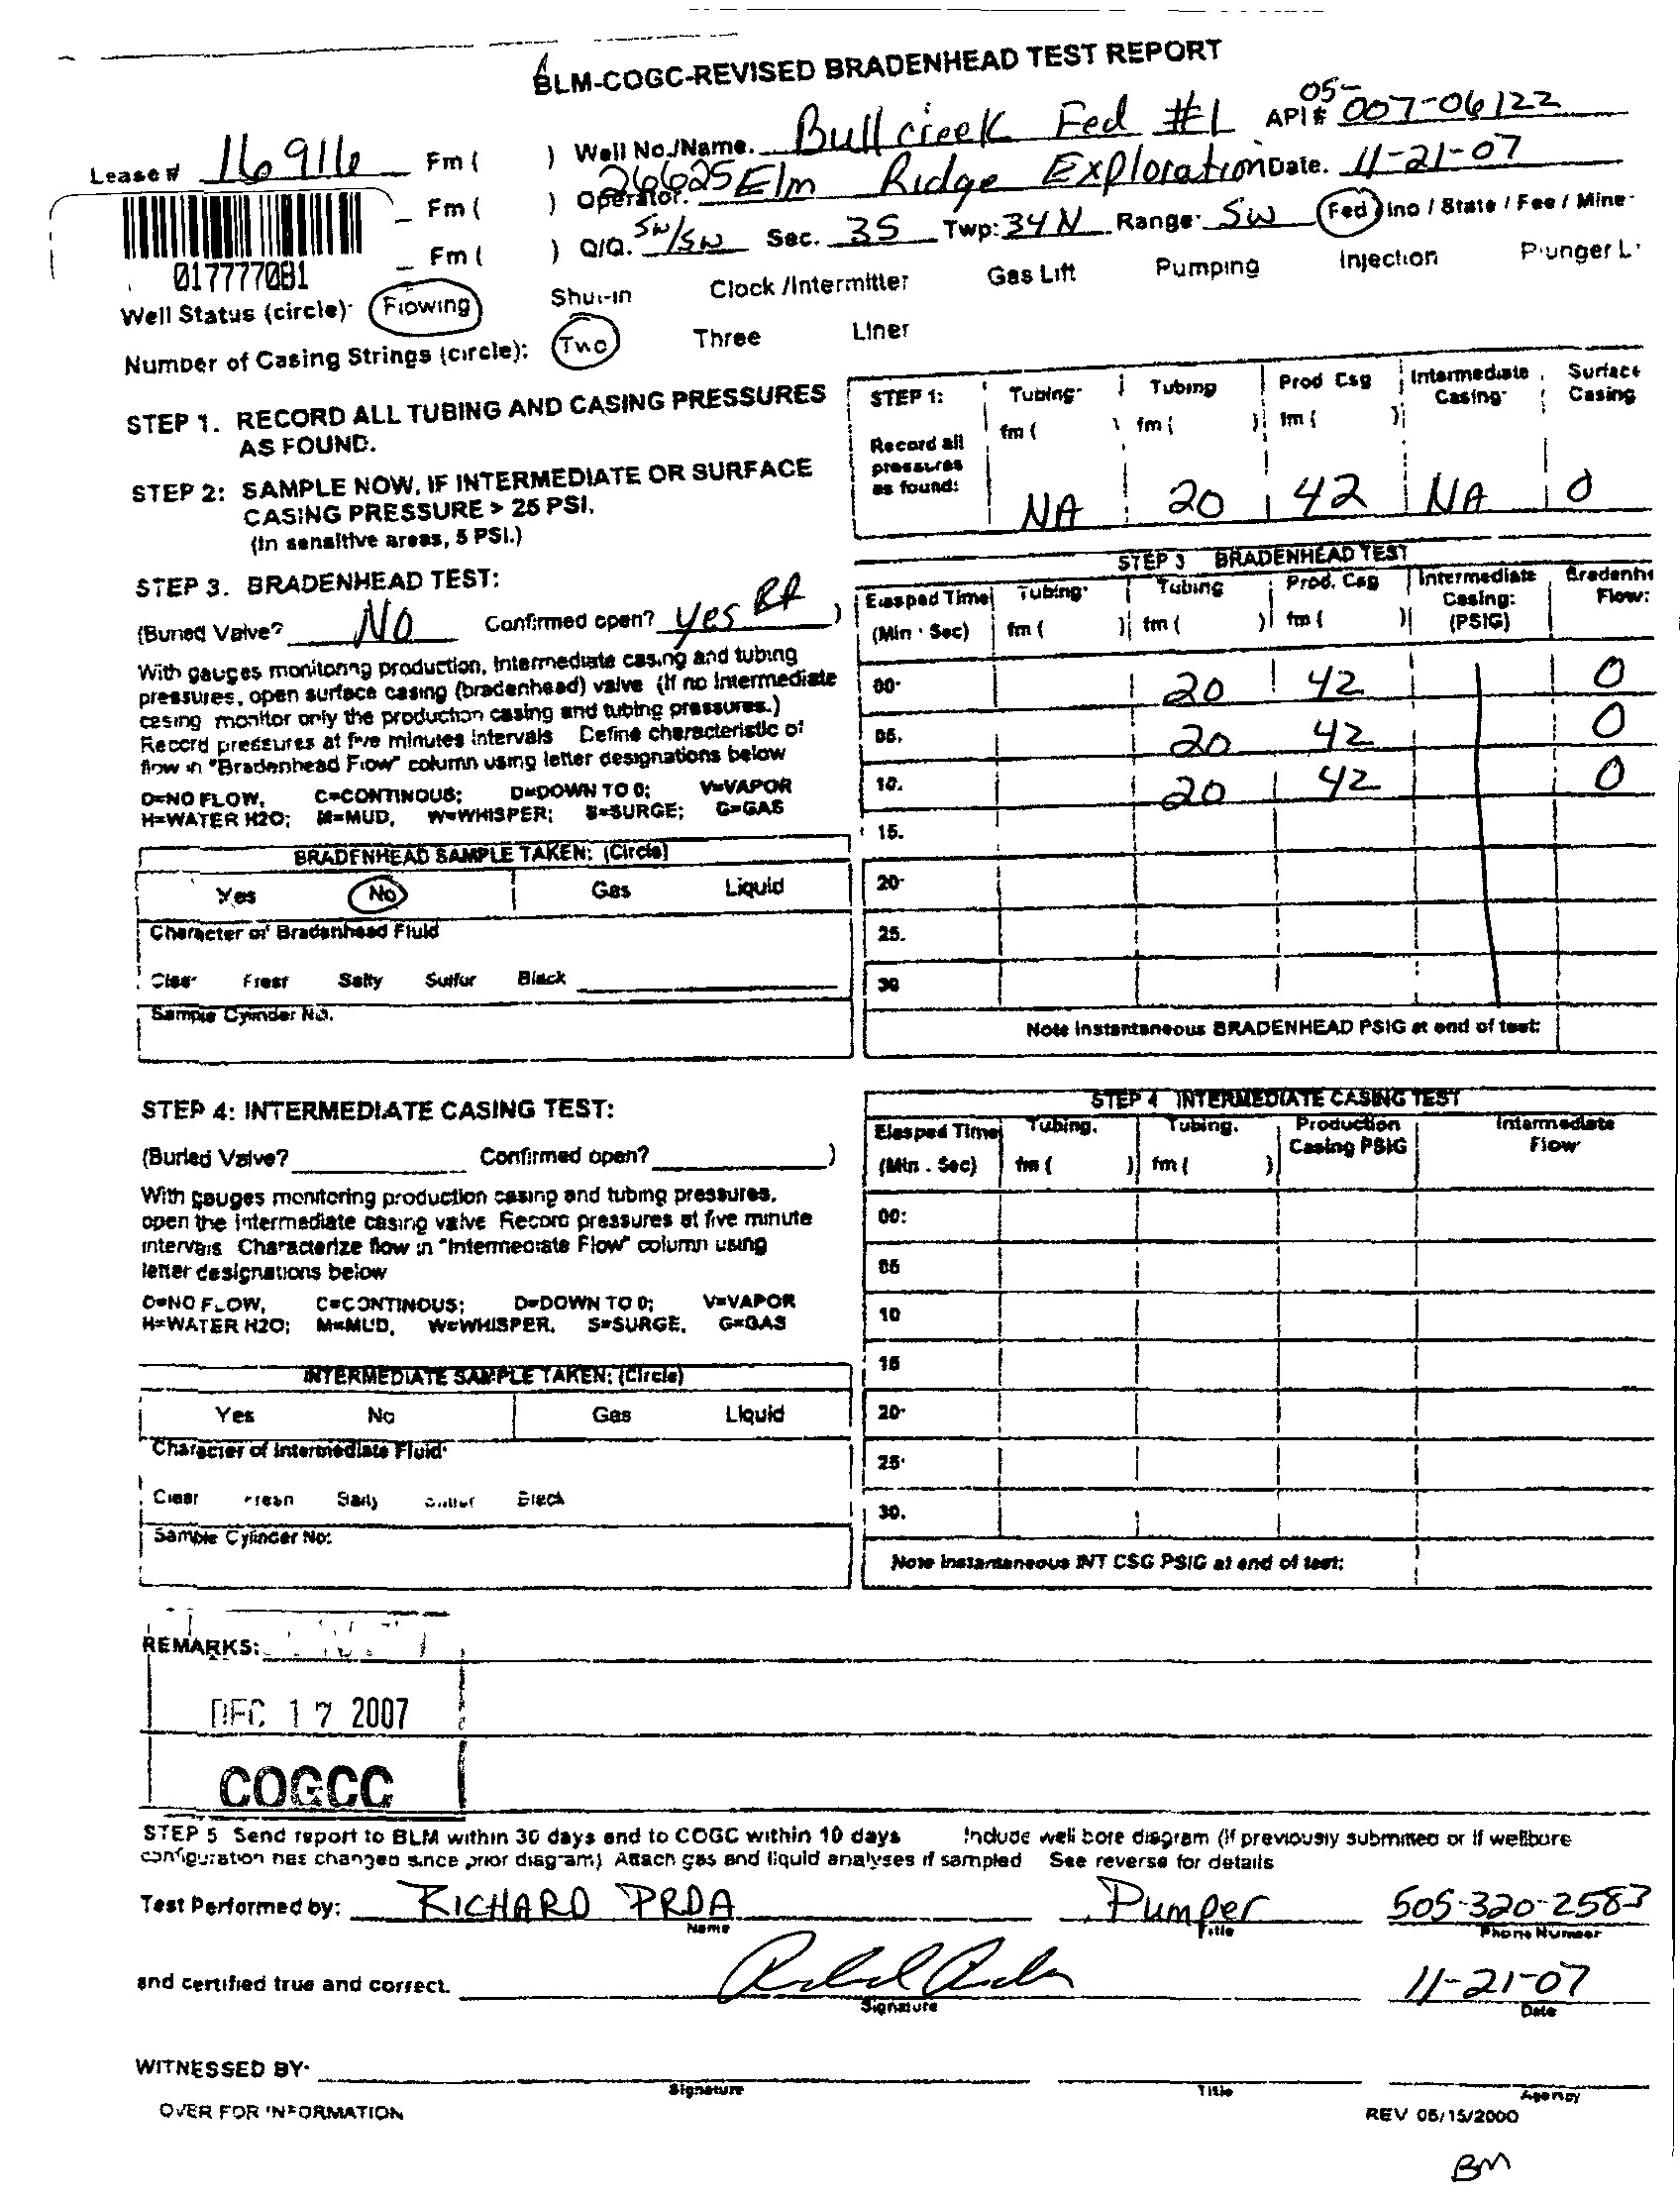 BLM-COGC-REVISED BRADENHEAD TEST REPORT
Lease # 16916 Fm ( ) Well No./Name. Bullcreek Fed #1 API # 05-007-06122
Fm ( ) Operator. 26625 Elm Ridge Exploration Date. 11-21-07
Fm ( ) Q/Q. SW/SW Sec. 35 Twp: 34N Range: 5W Fed / Ind / State / Fee / Mine
017777081
Well Status (circle): Flowing Shut-in Clock /Intermitter Gas Lift Pumping Injection Plunger L
Number of Casing Strings (circle): Two Three Liner
STEP 1. RECORD ALL TUBING AND CASING PRESSURES
AS FOUND.
STEP 2: SAMPLE NOW, IF INTERMEDIATE OR SURFACE
CASING PRESSURE > 25 PSI.
(In sensitive areas, 5 PSI.)
STEP 1: Tubing: Tubing Prod Csg Intermediate Casing: Surface Casing
Record all pressures as found: fm ( ) fm ( ) fm ( )
NA 20 42 NA 0
STEP 3. BRADENHEAD TEST:
(Buried Valve? NO Confirmed open? yes RA )
With gauges monitoring production, Intermediate casing and tubing
pressures, open surface casing (bradenhead) valve (If no Intermediate
casing monitor only the production casing and tubing pressures.)
Record pressures at five minutes intervals Define characteristic of
flow in "Bradenhead Flow" column using letter designations below
O=NO FLOW, C=CONTINOUS; D=DOWN TO 0; V=VAPOR
H=WATER H2O; M=MUD, W=WHISPER; S=SURGE; G=GAS
BRADENHEAD SAMPLE TAKEN: (Circle)
Yes No Gas Liquid
Character of Bradenhead Fluid
Clear Fresh Salty Sulfur Black
Sample Cylinder No.
STEP 3 BRADENHEAD TEST
Elasped Time (Min : Sec) Tubing: fm ( ) Tubing fm ( ) Prod. Csg fm ( ) Intermediate Casing: (PSIG) Bradenhe Flow:
00: 20 42 0
05. 20 42 0
10. 20 42 0
15.
20
25.
30
Note instantaneous BRADENHEAD PSIG at end of test:
STEP 4: INTERMEDIATE CASING TEST:
(Buried Valve? Confirmed open? )
With gauges monitoring production casing and tubing pressures,
open the intermediate casing valve Record pressures at five minute
intervals Characterize flow in "Intermediate Flow" column using
letter designations below
O=NO FLOW, C=CONTINOUS; D=DOWN TO 0; V=VAPOR
H=WATER H2O; M=MUD, W=WHISPER. S=SURGE, G=GAS
INTERMEDIATE SAMPLE TAKEN: (Circle)
Yes No Gas Liquid
Character of Intermediate Fluid:
Clear Fresh Salty Sulfur Black
Sample Cylinder No:
STEP 4 INTERMEDIATE CASING TEST
Elasped Time (Min . Sec) Tubing. fm ( ) Tubing. fm ( ) Production Casing PSIG Intermediate Flow
00:
05
10
15
20
25
30.
Note instantaneous INT CSG PSIG at end of test:
REMARKS:
DEC 17 2007
COGCC
STEP 5 Send report to BLM within 30 days and to COGC within 10 days Include well bore diagram (If previously submitted or if wellbore
configuration has changed since prior diagram) Attach gas and liquid analyses if sampled See reverse for details
Test Performed by: RICHARD PRDA Pumper 505-320-2583
Name Title Phone Number
and certified true and correct. 11-21-07
Signature Date
WITNESSED BY:
Signature Title Agency
OVER FOR INFORMATION REV 05/15/2000
BM